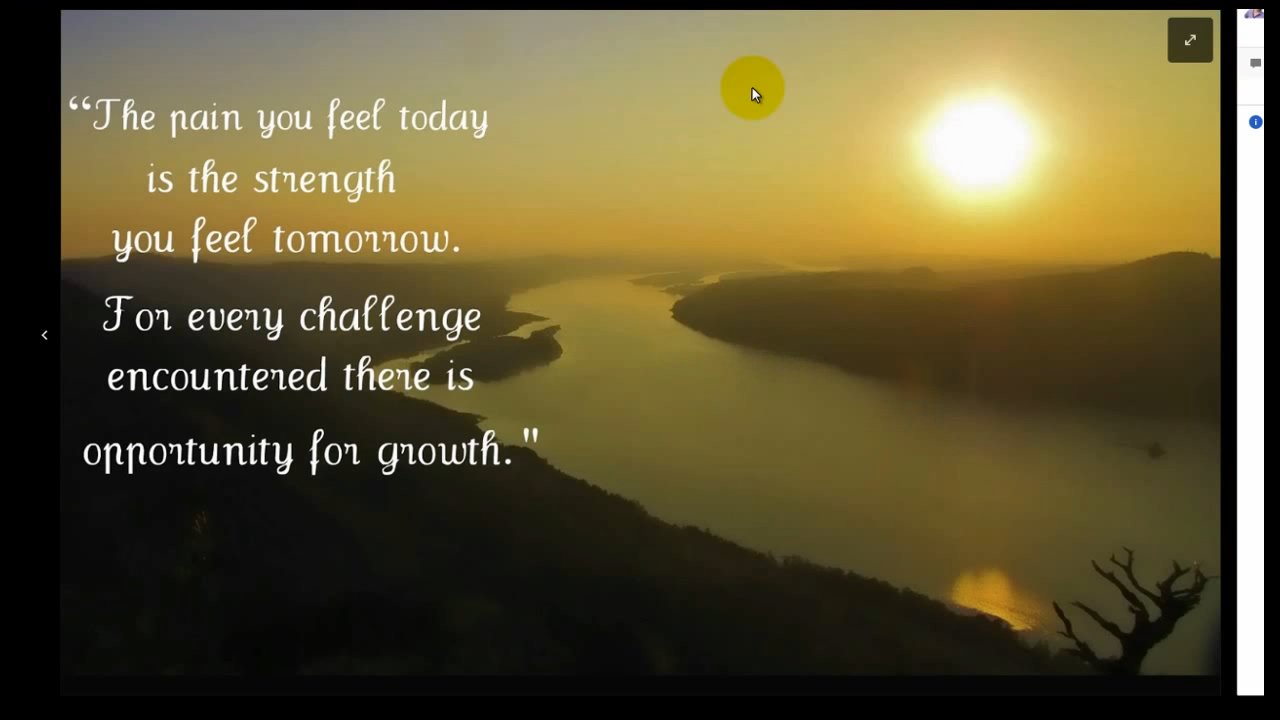 “The pain you feel today
is the strength
you feel tomorrow.
For every challenge
encountered there is
opportunity for growth."